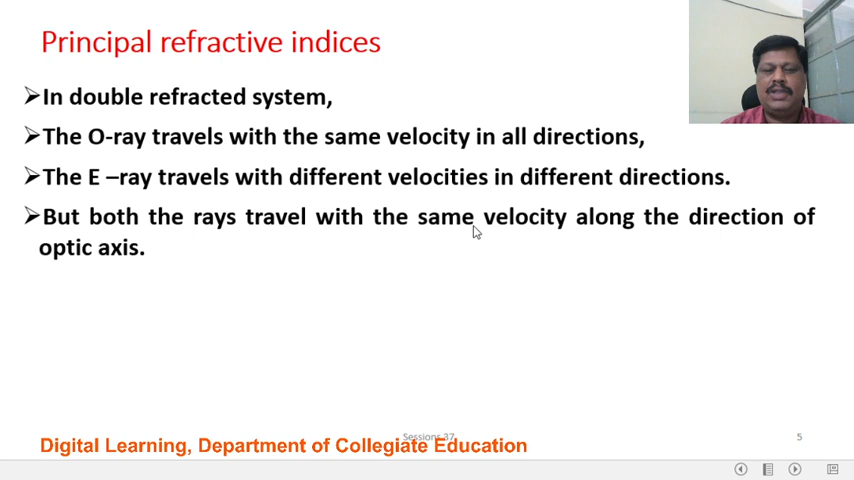 Principal refractive indices
➢In double refracted system,
➢The O-ray travels with the same velocity in all directions,
➢The E –ray travels with different velocities in different directions.
➢But both the rays travel with the same velocity along the direction of
optic axis.
Sessions 37
5
Digital Learning, Department of Collegiate Education